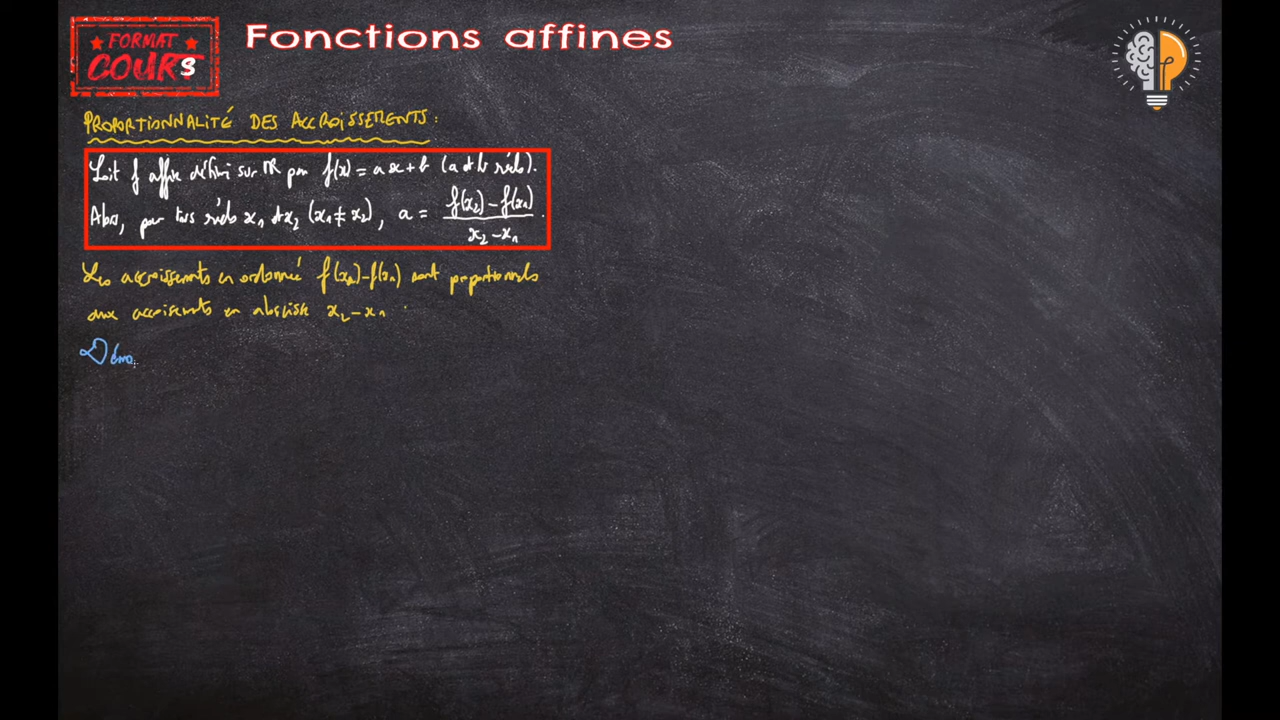 FORMAT
COURS
Fonctions affines
PROPORTIONNALITÉ DES ACCROISSEMENTS :
Soit f affine définie sur ℝ par f(x) = ax + b (a et b réels).
Alors, pour tous réels x₁ et x₂ (x₁ ≠ x₂), a = (f(x₂) - f(x₁)) / (x₂ - x₁).
Les accroissements en ordonnée f(x₂) - f(x₁) sont proportionnels
aux accroissements en abscisse x₂ - x₁.
Démo